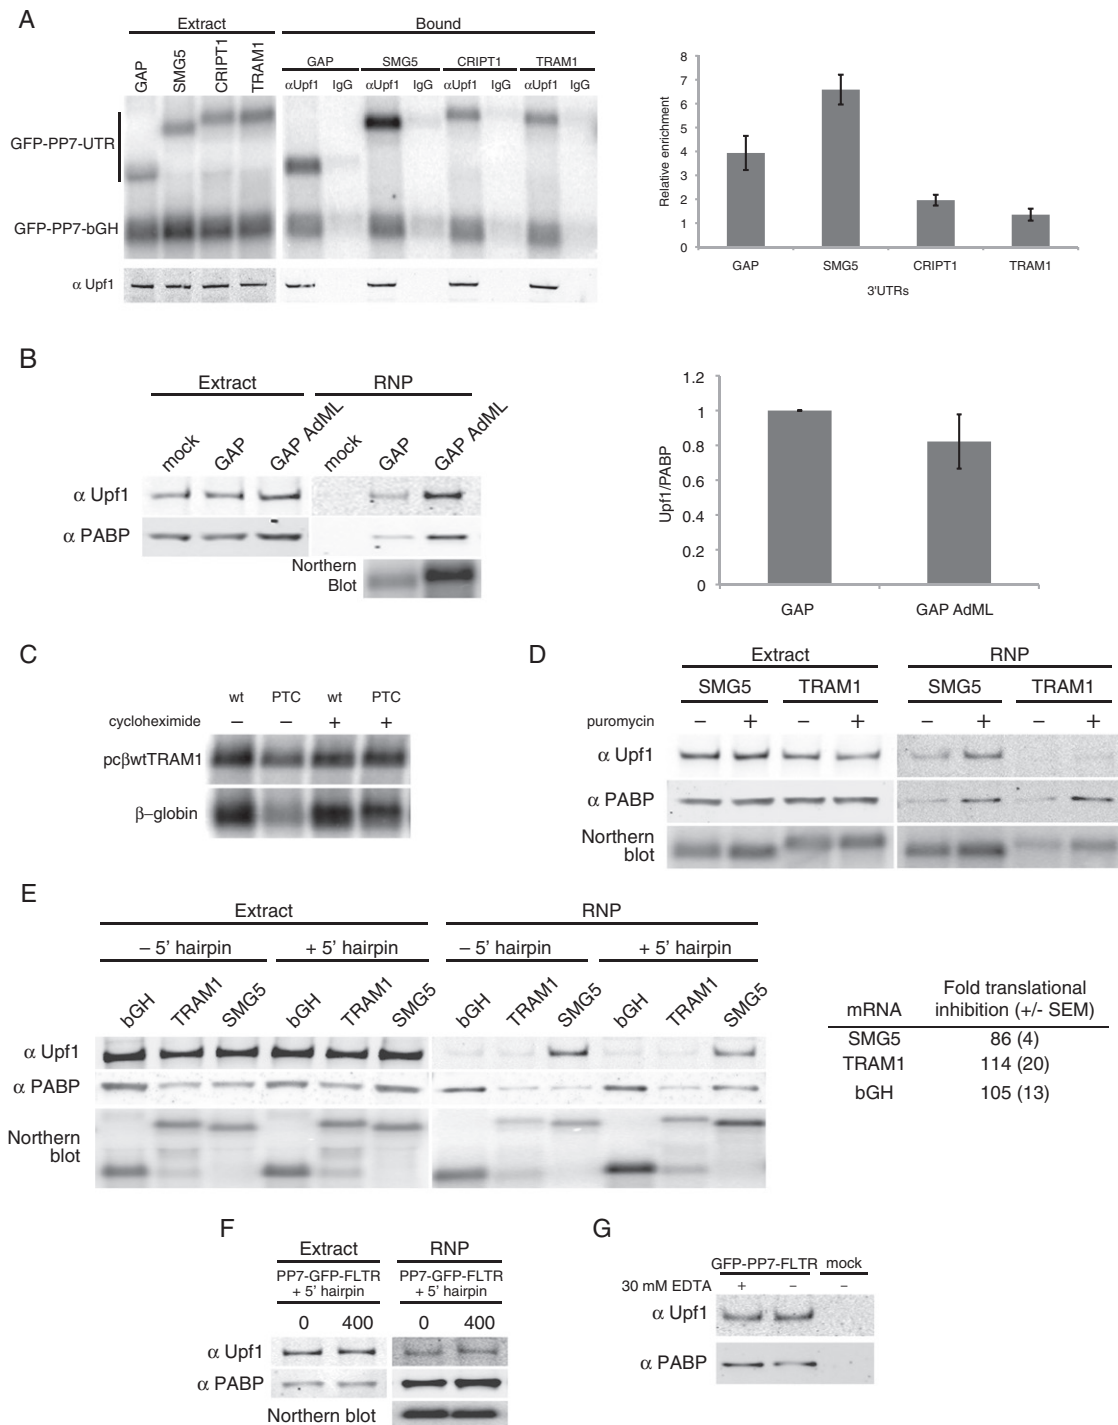 A
Extract
Bound
GAP
SMG5
CRIPT1
TRAM1
GAP
SMG5
CRIPT1
TRAM1
αUpf1 IgG αUpf1 IgG αUpf1 IgG αUpf1 IgG
GFP-PP7-UTR
GFP-PP7-bGH
α Upf1
Relative enrichment
8
7
6
5
4
3
2
1
0
GAP SMG5 CRIPT1 TRAM1
3'UTRs
B
Extract
RNP
mock GAP GAP AdML mock GAP GAP AdML
α Upf1
α PABP
Northern
Blot
Upf1/PABP
1.2
1
0.8
0.6
0.4
0.2
0
GAP GAP AdML
C
wt PTC wt PTC
cycloheximide − − + +
pcβwtTRAM1
β–globin
D
Extract
RNP
SMG5 TRAM1 SMG5 TRAM1
puromycin − + − + − + − +
α Upf1
α PABP
Northern
blot
E
Extract
RNP
– 5' hairpin + 5' hairpin – 5' hairpin + 5' hairpin
bGH TRAM1 SMG5 bGH TRAM1 SMG5 bGH TRAM1 SMG5 bGH TRAM1 SMG5
α Upf1
α PABP
Northern
blot
mRNA
Fold translational
inhibition (+/- SEM)
SMG5 86 (4)
TRAM1 114 (20)
bGH 105 (13)
F
Extract
RNP
PP7-GFP-FLTR
+ 5' hairpin
PP7-GFP-FLTR
+ 5' hairpin
0 400 0 400
α Upf1
α PABP
Northern blot
G
GFP-PP7-FLTR mock
30 mM EDTA + − −
α Upf1
α PABP